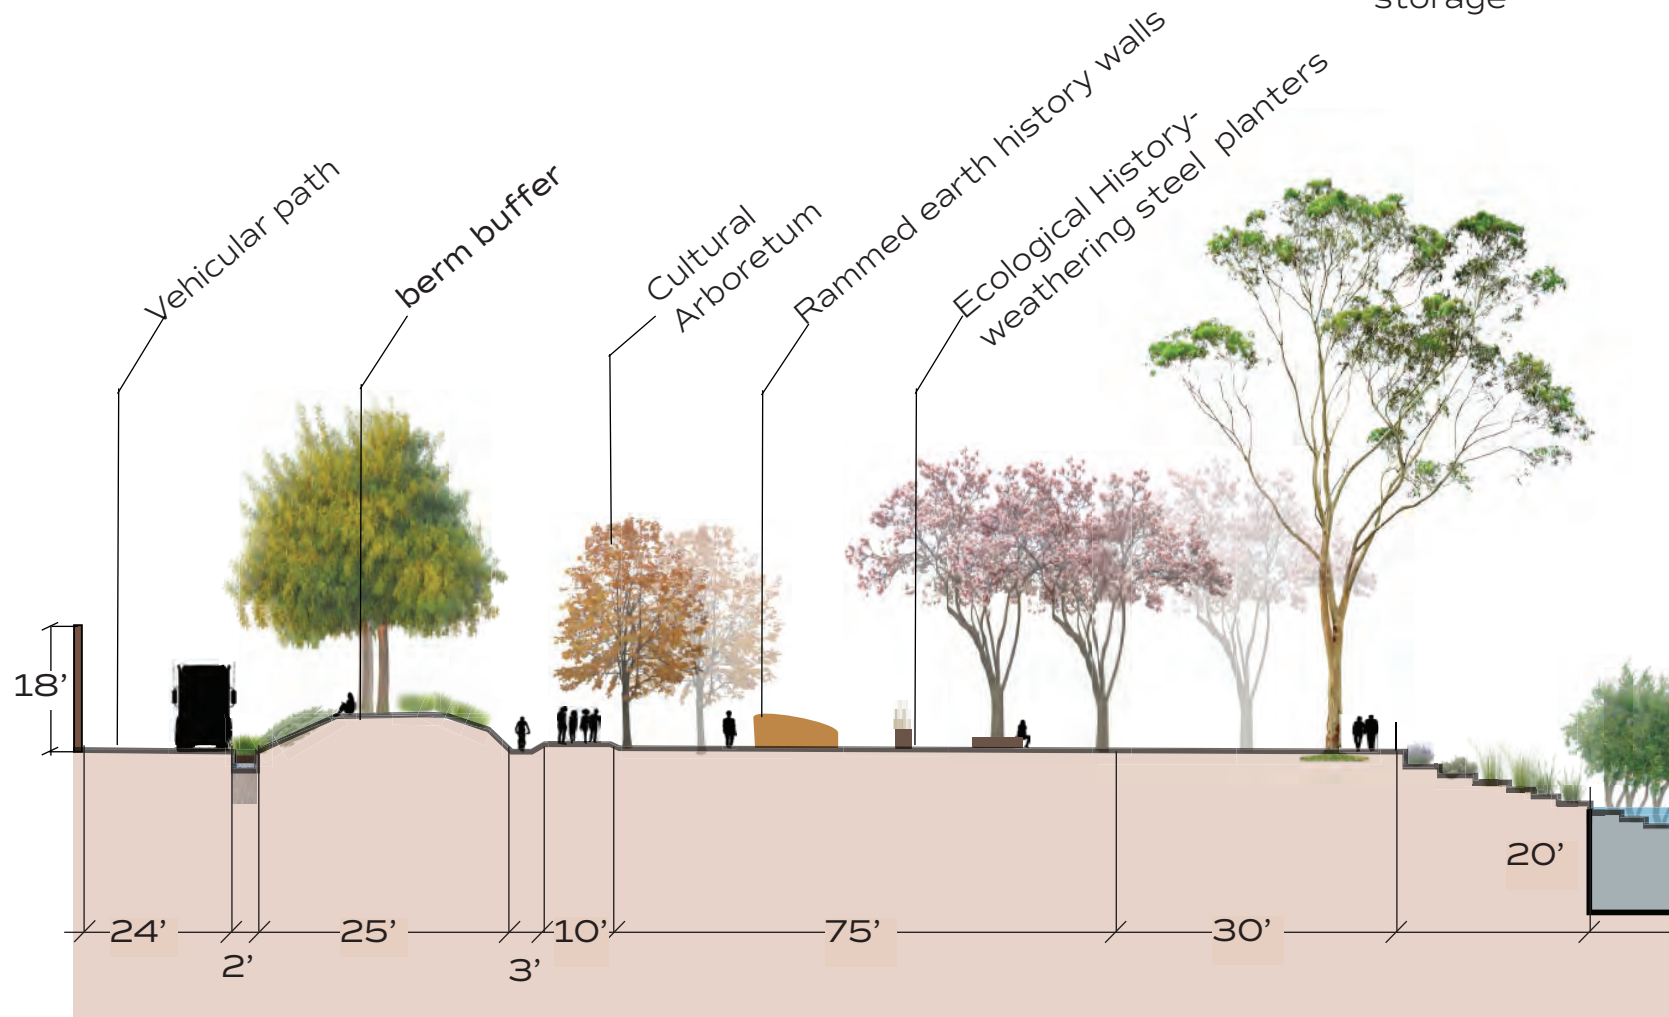 storage
Vehicular path
berm buffer
Cultural
Arboretum
Rammed earth history walls
Ecological History-
weathering steel planters
18’
20’
24’
2’
25’
3’
10’
75’
30’